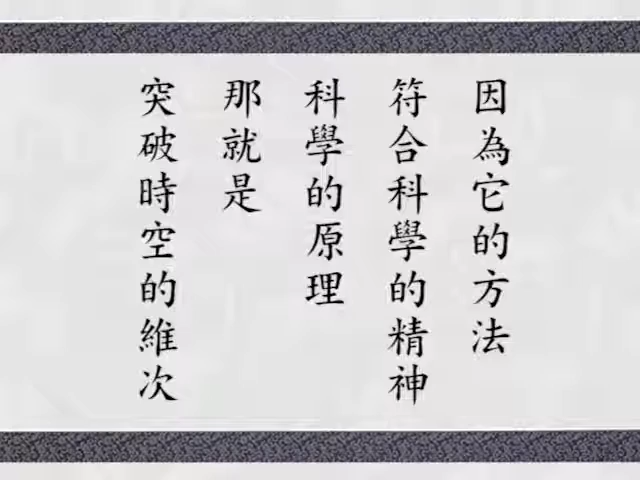 因為它的方法
符合科學的精神
科學的原理
那就是
突破時空的維次